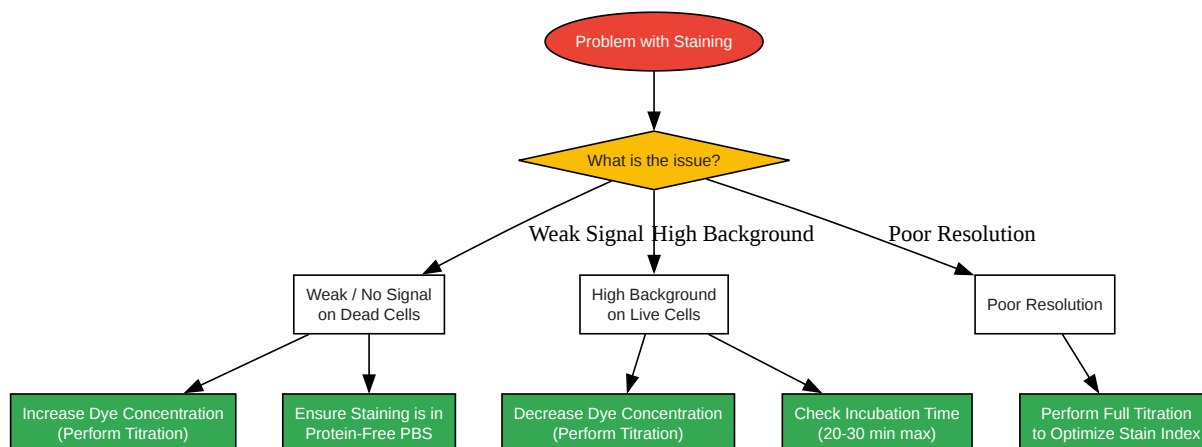 Problem with Staining
What is the issue?
Weak Signal
High Background
Poor Resolution
Weak / No Signal
on Dead Cells
High Background
on Live Cells
Poor Resolution
Increase Dye Concentration
(Perform Titration)
Ensure Staining is in
Protein-Free PBS
Decrease Dye Concentration
(Perform Titration)
Check Incubation Time
(20-30 min max)
Perform Full Titration
to Optimize Stain Index